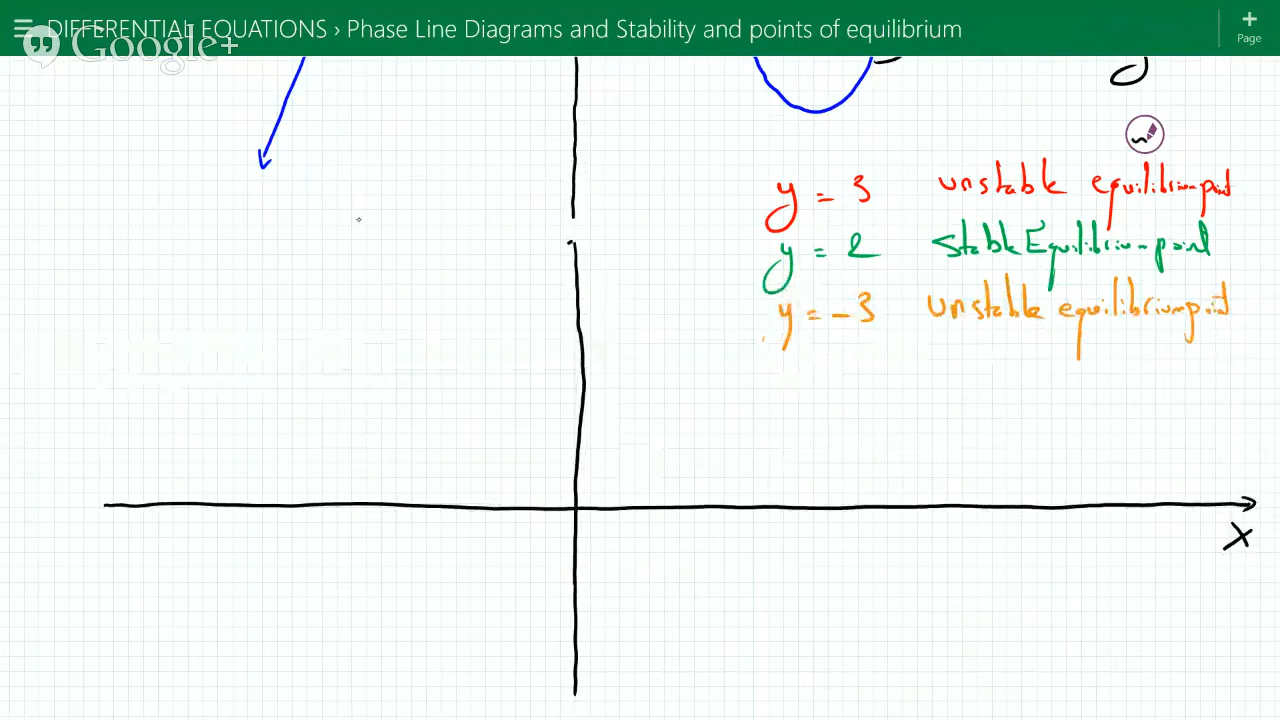 DIFFERENTIAL EQUATIONS › Phase Line Diagrams and Stability and points of equilibrium
Google+
Page
y
y = 3 unstable equilibrium point
y = 2 Stable Equilibrium point
y = -3 unstable equilibrium point
X